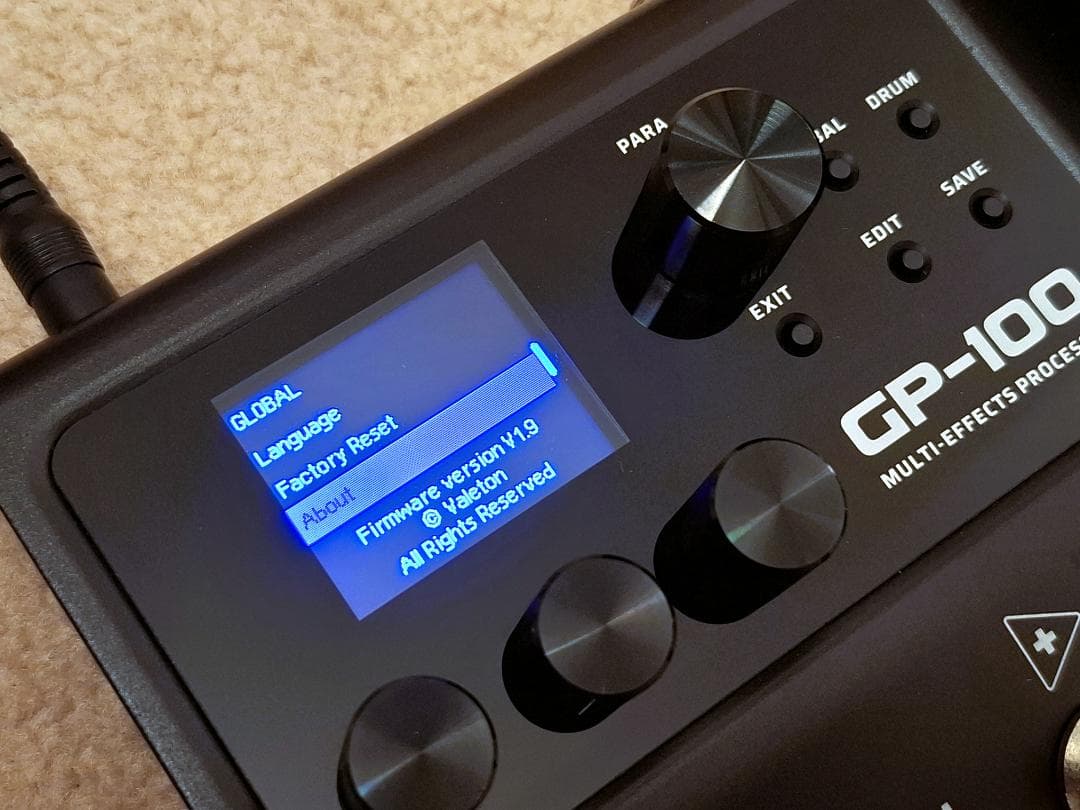 GLOBAL
Language
Factory Reset
About
Firmware version V1.9
© Valeton
All Rights Reserved
PARA
BAL
DRUM
SAVE
EDIT
EXIT
GP-100
MULTI-EFFECTS PROCES